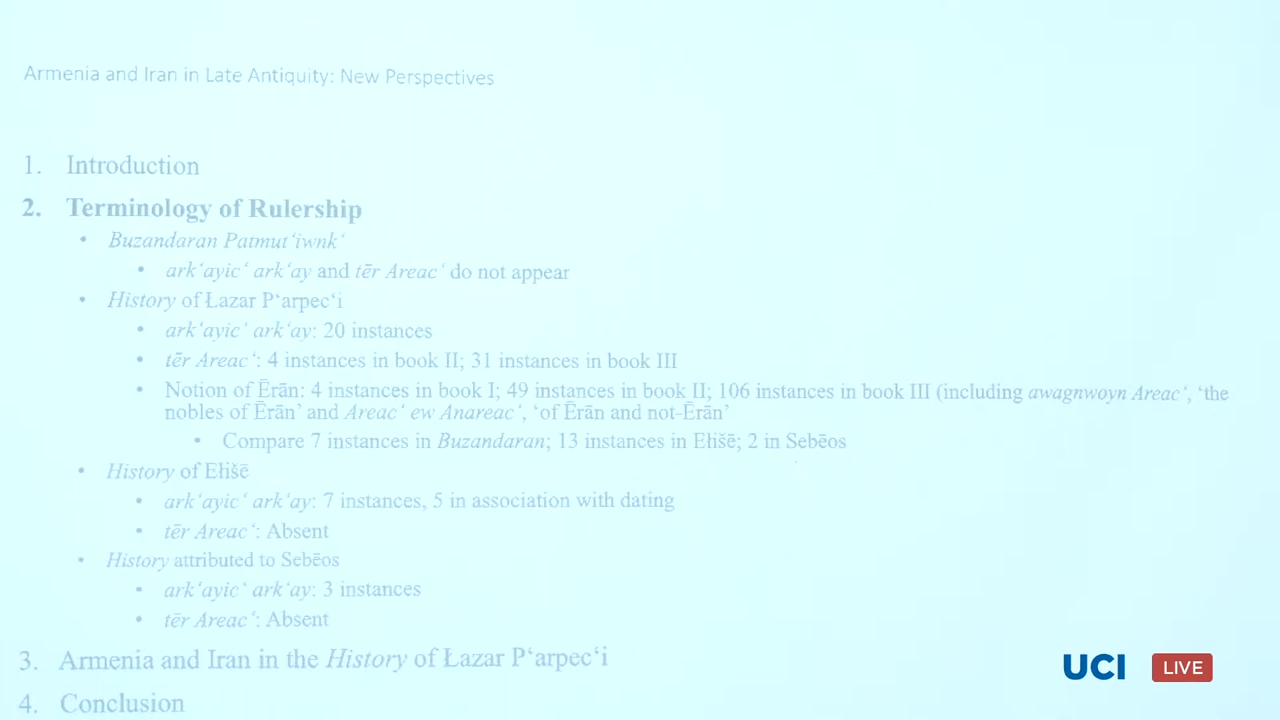 Armenia and Iran in Late Antiquity: New Perspectives
1. Introduction
2. Terminology of Rulership
• Buzandaran Patmut‘iwnk‘
• ark‘ayic‘ ark‘ay and tēr Areac‘ do not appear
• History of Łazar P‘arpec‘i
• ark‘ayic‘ ark‘ay: 20 instances
• tēr Areac‘: 4 instances in book II; 31 instances in book III
• Notion of Ērān: 4 instances in book I; 49 instances in book II; 106 instances in book III (including awagnwoyn Areac‘, ‘the
nobles of Ērān’ and Areac‘ ew Anareac‘, ‘of Ērān and not-Ērān’
• Compare 7 instances in Buzandaran; 13 instances in Ełišē; 2 in Sebēos
• History of Ełišē
• ark‘ayic‘ ark‘ay: 7 instances, 5 in association with dating
• tēr Areac‘: Absent
• History attributed to Sebēos
• ark‘ayic‘ ark‘ay: 3 instances
• tēr Areac‘: Absent
3. Armenia and Iran in the History of Łazar P‘arpec‘i
4. Conclusion
UCI LIVE